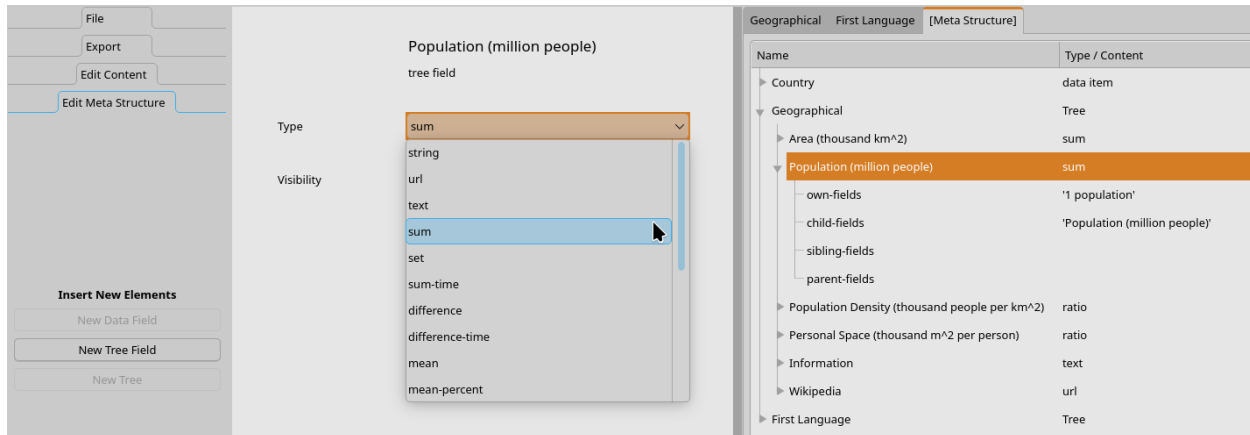 File
Export
Edit Content
Edit Meta Structure
Insert New Elements
New Data Field
New Tree Field
New Tree
Population (million people)
tree field
Type
sum
Visibility
string
url
text
sum
set
sum-time
difference
difference-time
mean
mean-percent
Geographical First Language [Meta Structure]
Name Type / Content
Country data item
Geographical Tree
Area (thousand km^2) sum
Population (million people) sum
own-fields '1 population'
child-fields 'Population (million people)'
sibling-fields
parent-fields
Population Density (thousand people per km^2) ratio
Personal Space (thousand m^2 per person) ratio
Information text
Wikipedia url
First Language Tree